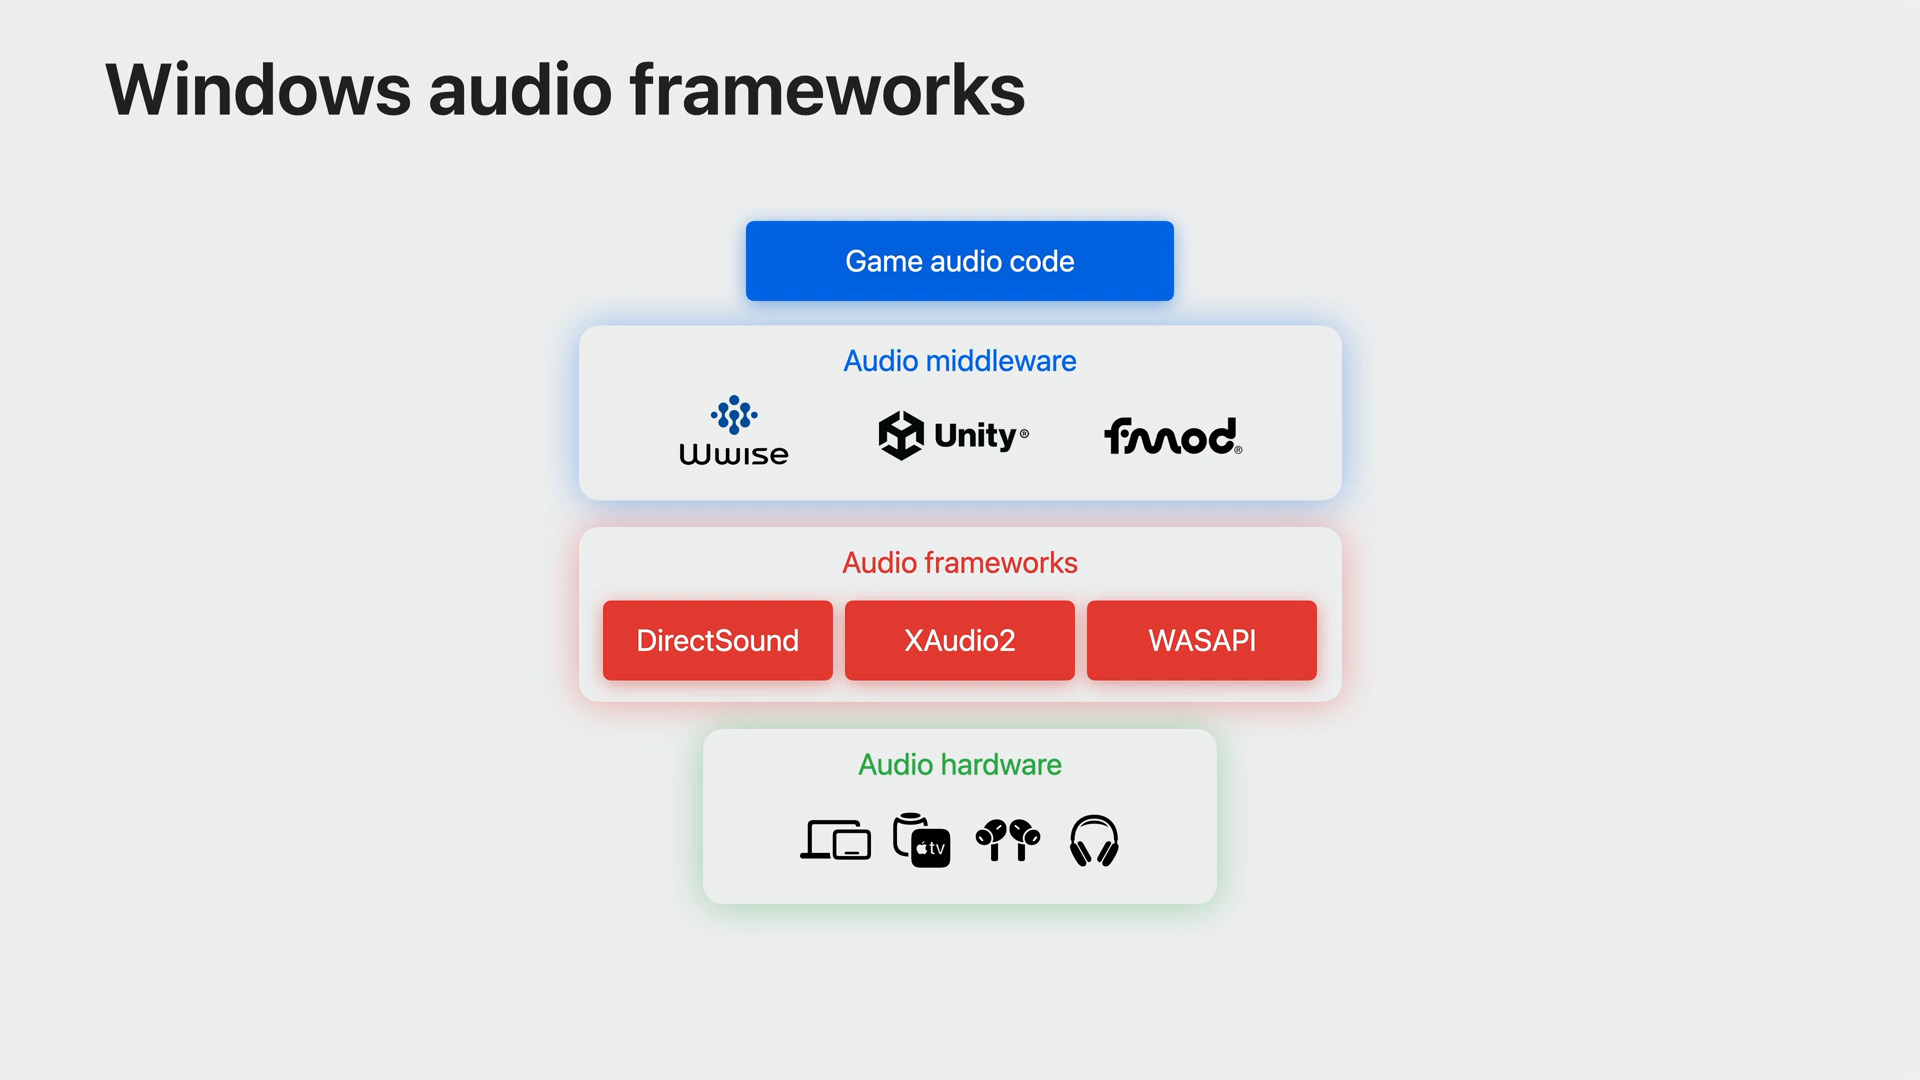 Windows audio frameworks
Game audio code
Audio middleware
Wwise
Unity®
fmod®
Audio frameworks
DirectSound
XAudio2
WASAPI
Audio hardware
tv